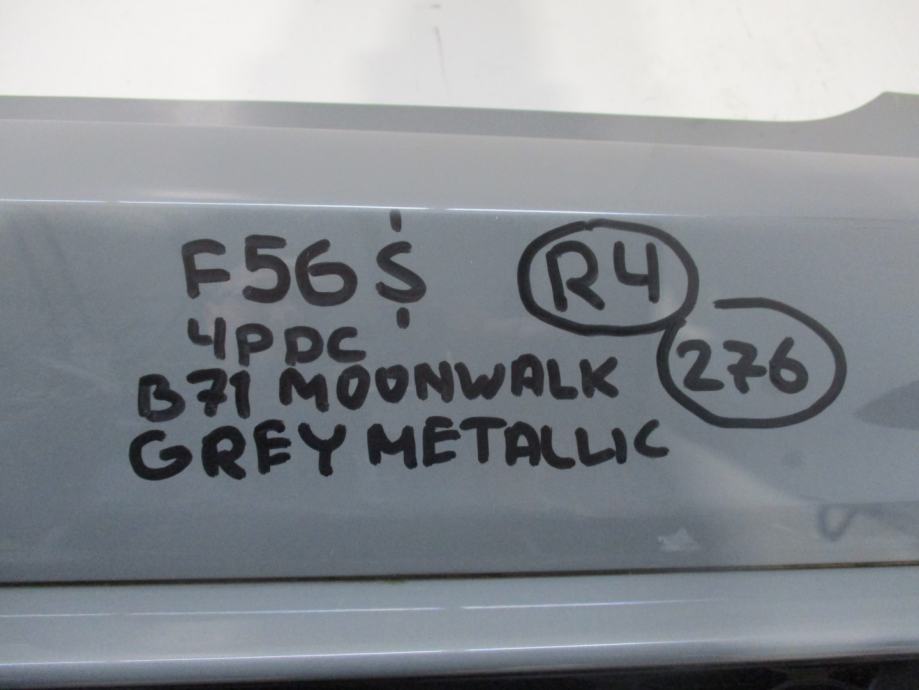 F56 S R4
4PDC
B71 MOONWALK 276
GREY METALLIC